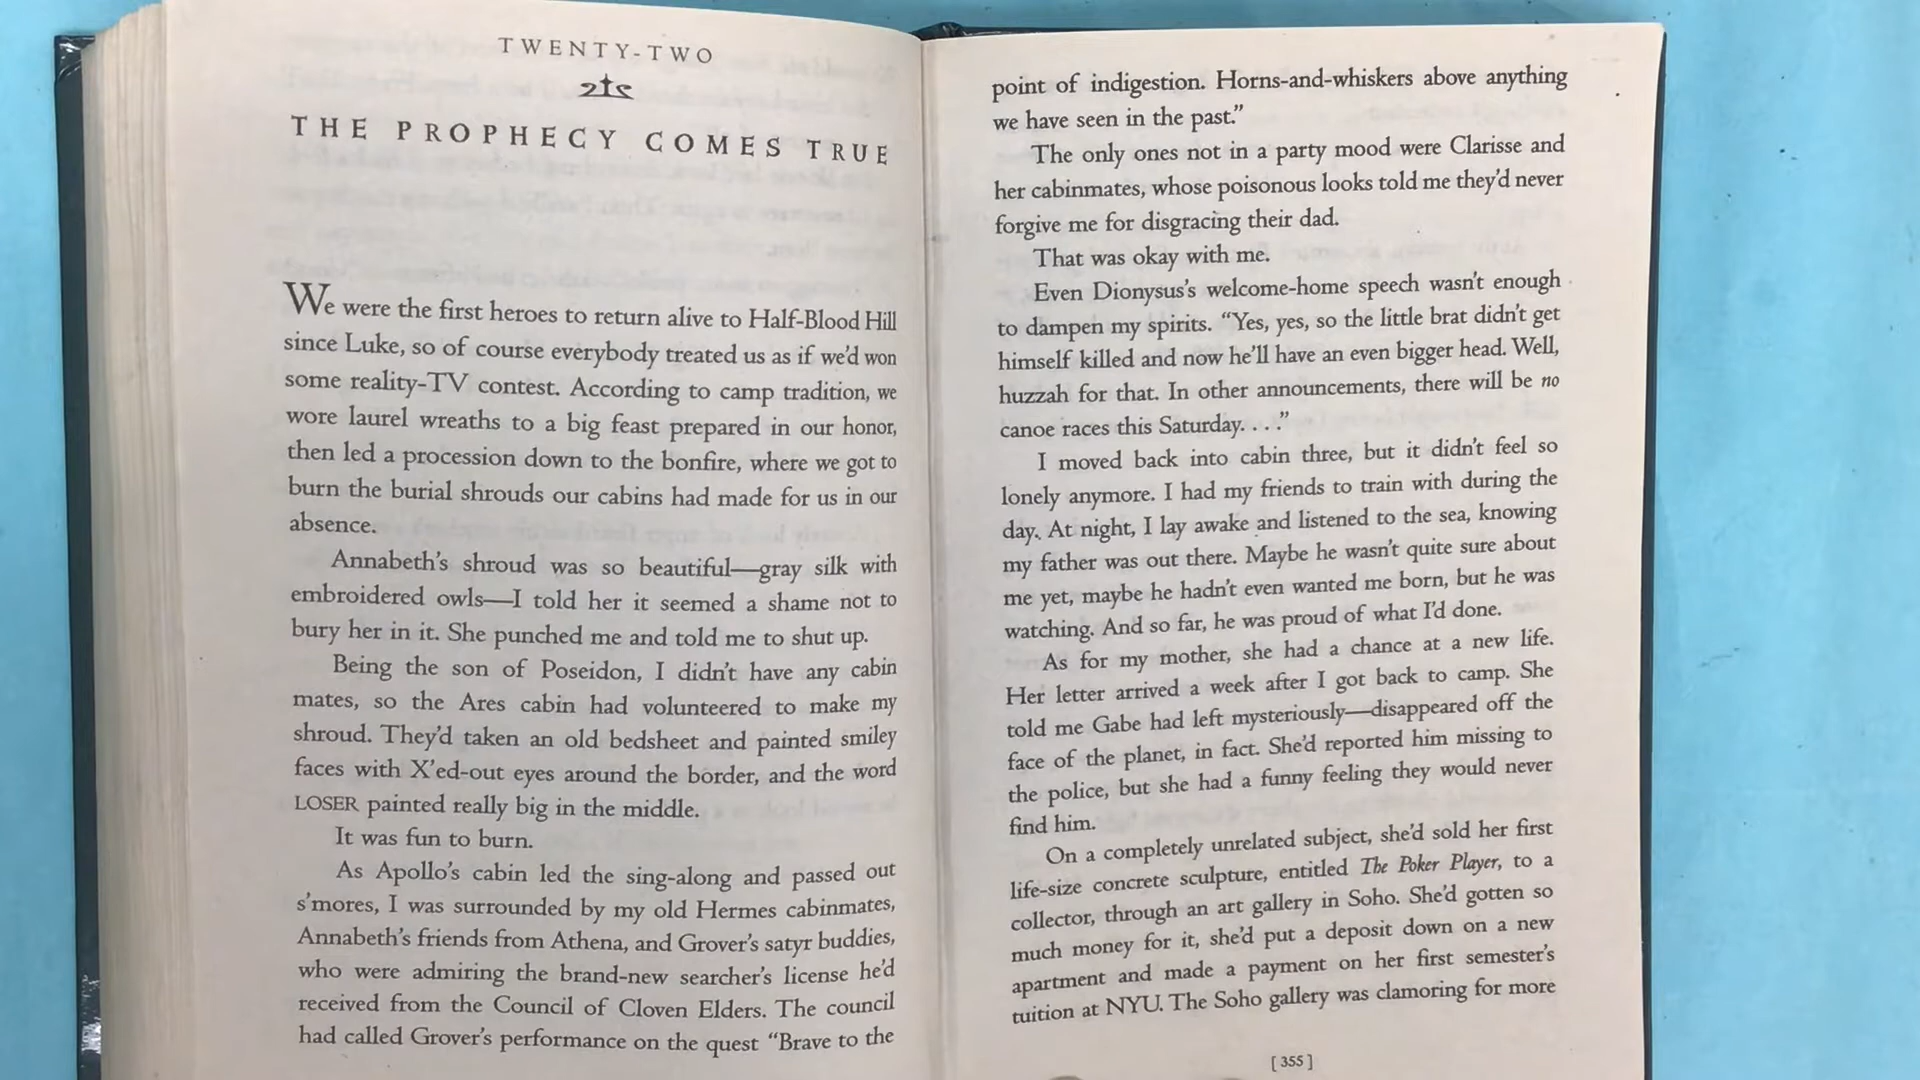 TWENTY-TWO
THE PROPHECY COMES TRUE
We were the first heroes to return alive to Half-Blood Hill
since Luke, so of course everybody treated us as if we'd won
some reality-TV contest. According to camp tradition, we
wore laurel wreaths to a big feast prepared in our honor,
then led a procession down to the bonfire, where we got to
burn the burial shrouds our cabins had made for us in our
absence.
Annabeth's shroud was so beautiful—gray silk with
embroidered owls—I told her it seemed a shame not to
bury her in it. She punched me and told me to shut up.
Being the son of Poseidon, I didn't have any cabin
mates, so the Ares cabin had volunteered to make my
shroud. They'd taken an old bedsheet and painted smiley
faces with X'ed-out eyes around the border, and the word
LOSER painted really big in the middle.
It was fun to burn.
As Apollo's cabin led the sing-along and passed out
s'mores, I was surrounded by my old Hermes cabinmates,
Annabeth's friends from Athena, and Grover's satyr buddies,
who were admiring the brand-new searcher's license he'd
received from the Council of Cloven Elders. The council
had called Grover's performance on the quest “Brave to the
point of indigestion. Horns-and-whiskers above anything
we have seen in the past.”
The only ones not in a party mood were Clarisse and
her cabinmates, whose poisonous looks told me they'd never
forgive me for disgracing their dad.
That was okay with me.
Even Dionysus's welcome-home speech wasn't enough
to dampen my spirits. “Yes, yes, so the little brat didn't get
himself killed and now he'll have an even bigger head. Well,
huzzah for that. In other announcements, there will be no
canoe races this Saturday. . . .”
I moved back into cabin three, but it didn't feel so
lonely anymore. I had my friends to train with during the
day. At night, I lay awake and listened to the sea, knowing
my father was out there. Maybe he wasn't quite sure about
me yet, maybe he hadn't even wanted me born, but he was
watching. And so far, he was proud of what I'd done.
As for my mother, she had a chance at a new life.
Her letter arrived a week after I got back to camp. She
told me Gabe had left mysteriously—disappeared off the
face of the planet, in fact. She'd reported him missing to
the police, but she had a funny feeling they would never
find him.
On a completely unrelated subject, she'd sold her first
life-size concrete sculpture, entitled The Poker Player, to a
collector, through an art gallery in Soho. She'd gotten so
much money for it, she'd put a deposit down on a new
apartment and made a payment on her first semester's
tuition at NYU. The Soho gallery was clamoring for more
[ 355 ]